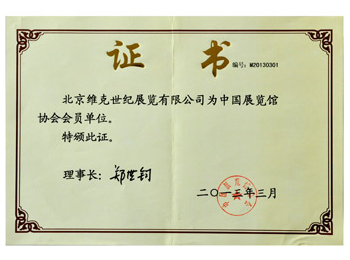 证 书
编号：M20130301
北京维克世纪展览有限公司为中国展览馆
协会会员单位。
特颁此证。
理事长：
二〇一三年三月